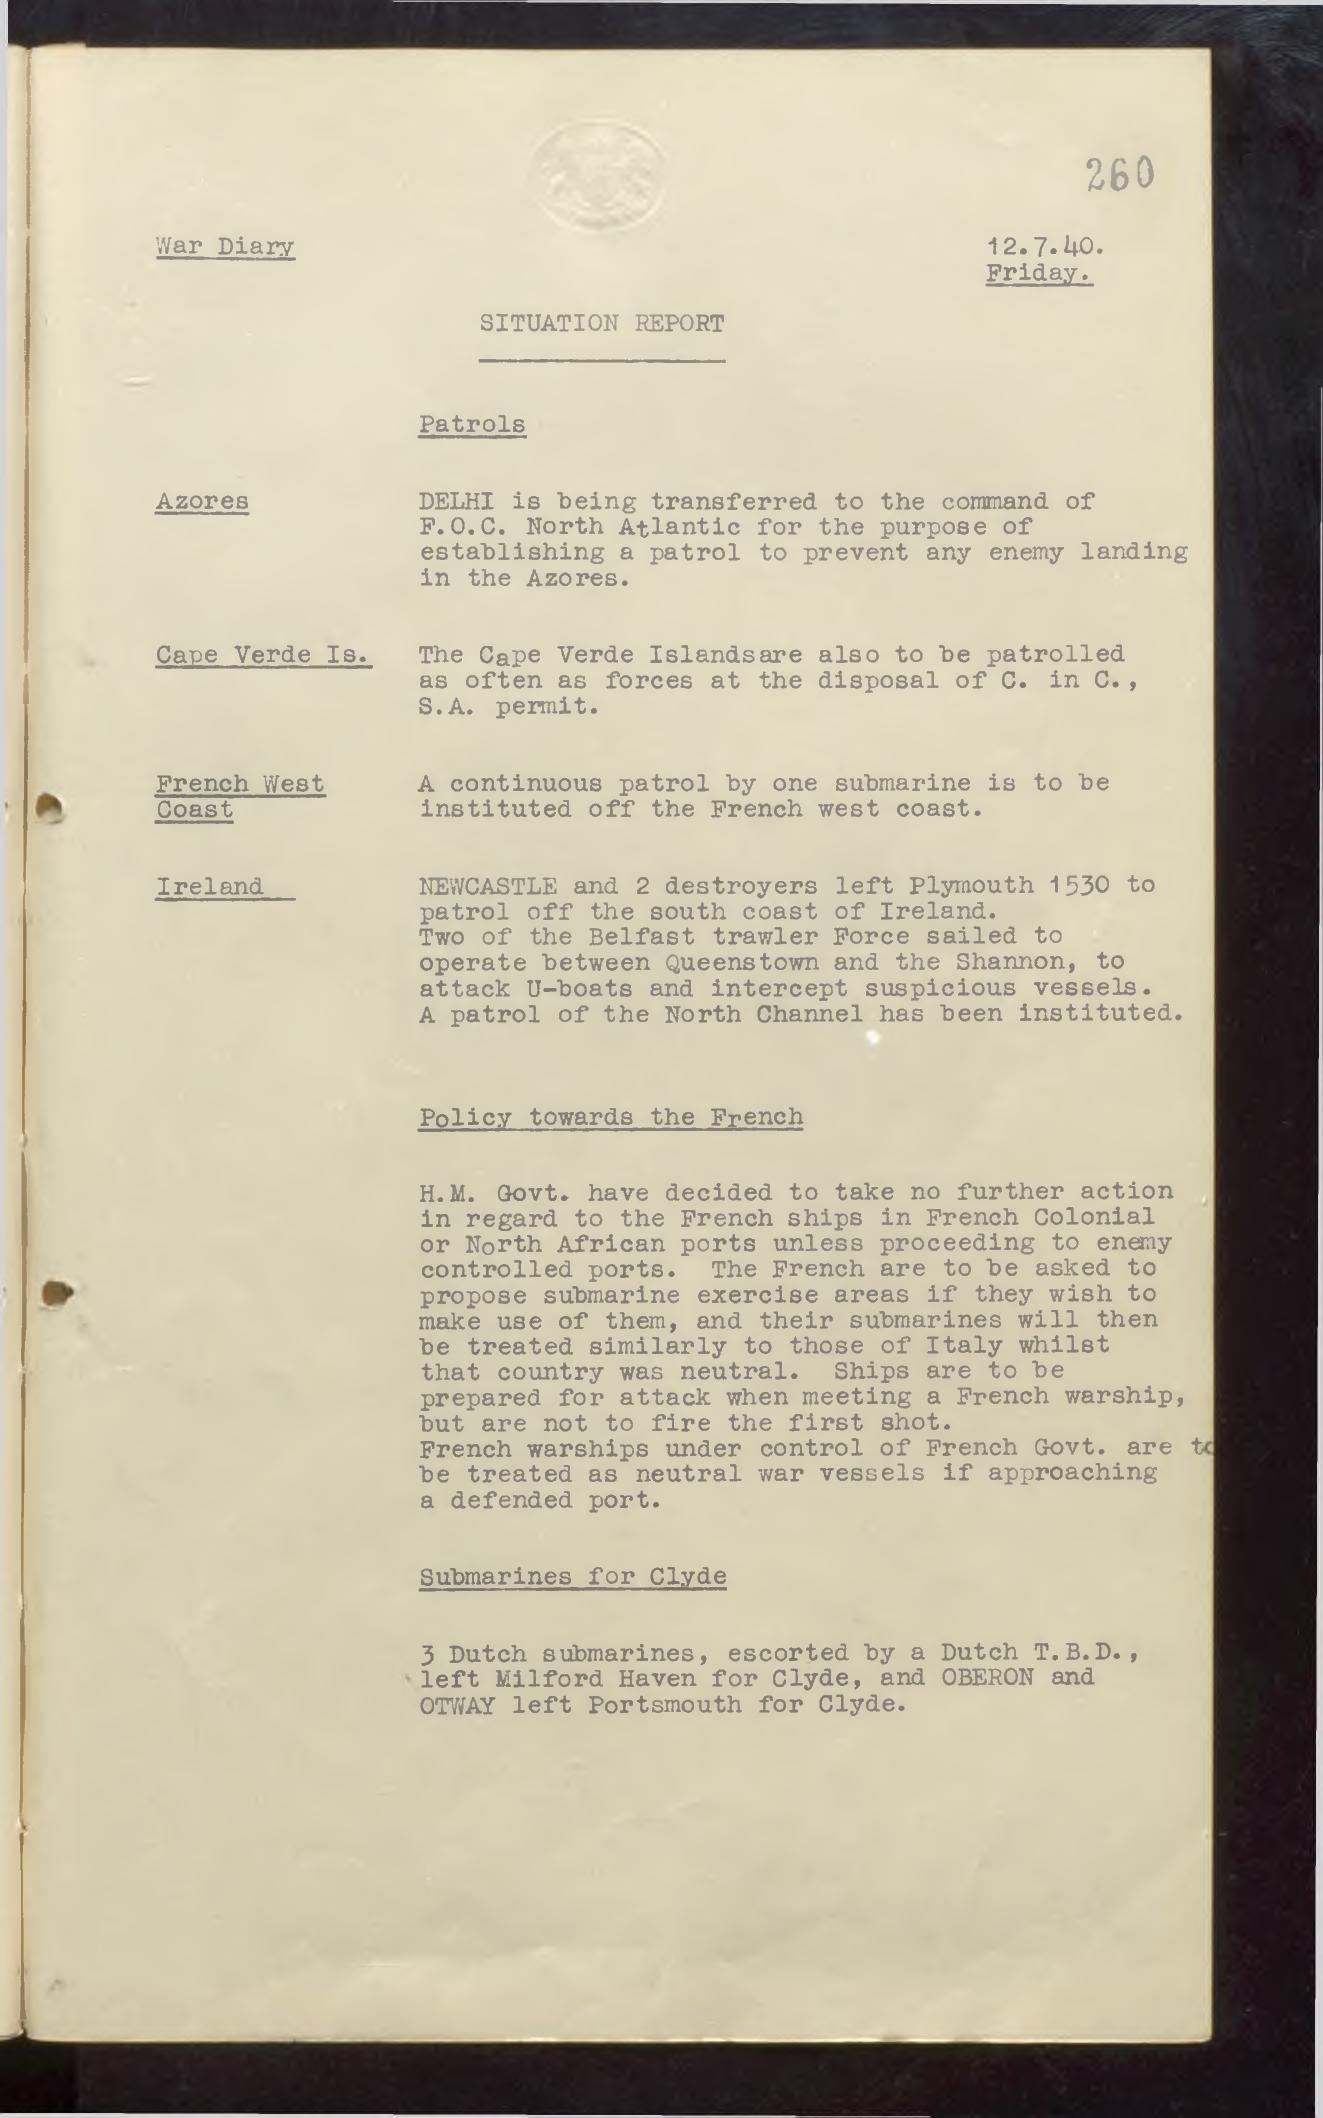 260
War Diary
12.7.40.
Friday.
SITUATION REPORT
Patrols
Azores
DELHI is being transferred to the command of
F.O.C. North Atlantic for the purpose of
establishing a patrol to prevent any enemy landing
in the Azores.
Cape Verde Is.
The Cape Verde Islandsare also to be patrolled
as often as forces at the disposal of C. in C.,
S.A. permit.
French West
Coast
A continuous patrol by one submarine is to be
instituted off the French west coast.
Ireland
NEWCASTLE and 2 destroyers left Plymouth 1530 to
patrol off the south coast of Ireland.
Two of the Belfast trawler Force sailed to
operate between Queenstown and the Shannon, to
attack U-boats and intercept suspicious vessels.
A patrol of the North Channel has been instituted.
Policy towards the French
H.M. Govt. have decided to take no further action
in regard to the French ships in French Colonial
or North African ports unless proceeding to enemy
controlled ports. The French are to be asked to
propose submarine exercise areas if they wish to
make use of them, and their submarines will then
be treated similarly to those of Italy whilst
that country was neutral. Ships are to be
prepared for attack when meeting a French warship,
but are not to fire the first shot.
French warships under control of French Govt. are to
be treated as neutral war vessels if approaching
a defended port.
Submarines for Clyde
3 Dutch submarines, escorted by a Dutch T.B.D.,
left Milford Haven for Clyde, and OBERON and
OTWAY left Portsmouth for Clyde.